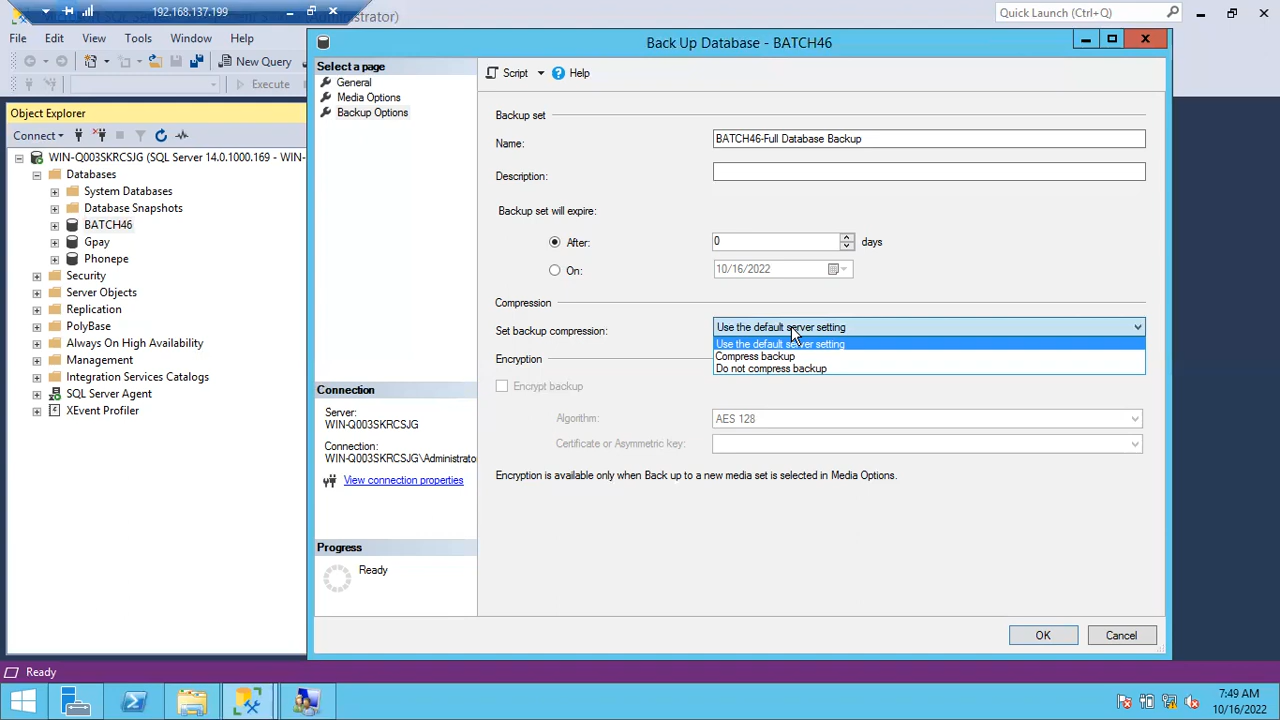 192.168.137.199
Administrator)
Quick Launch (Ctrl+Q)
File Edit View Tools Window Help
Back Up Database - BATCH46
New Query
Execute
Select a page
General
Media Options
Backup Options
Script
Help
Object Explorer
Connect
WIN-Q003SKRCSJG (SQL Server 14.0.1000.169 - WIN-
Databases
System Databases
Database Snapshots
BATCH46
Gpay
Phonepe
Security
Server Objects
Replication
PolyBase
Always On High Availability
Management
Integration Services Catalogs
SQL Server Agent
XEvent Profiler
Backup set
Name:
BATCH46-Full Database Backup
Description:
Backup set will expire:
After:
0
days
On:
10/16/2022
Compression
Set backup compression:
Use the default server setting
Use the default server setting
Compress backup
Do not compress backup
Encryption
Encrypt backup
Algorithm:
AES 128
Certificate or Asymmetric key:
Encryption is available only when Back up to a new media set is selected in Media Options.
Connection
Server:
WIN-Q003SKRCSJG
Connection:
WIN-Q003SKRCSJG\Administrato
View connection properties
Progress
Ready
OK
Cancel
Ready
7:49 AM
10/16/2022